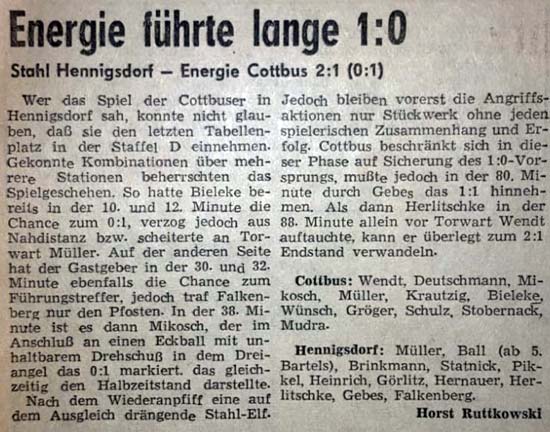 Energie führte lange 1:0
Stahl Hennigsdorf – Energie Cottbus 2:1 (0:1)
Wer das Spiel der Cottbuser in
Hennigsdorf sah, konnte nicht glau-
ben, daß sie den letzten Tabellen-
platz in der Staffel D einnehmen.
Gekonnte Kombinationen über meh-
rere Stationen beherrschten das
Spielgeschehen. So hatte Bieleke be-
reits in der 10. und 12. Minute die
Chance zum 0:1, verzog jedoch aus
Nahdistanz bzw. scheiterte an Tor-
wart Müller. Auf der anderen Seite
hat der Gastgeber in der 30. und 32.
Minute ebenfalls die Chance zum
Führungstreffer, jedoch traf Falken-
berg nur den Pfosten. In der 38. Mi-
nute ist es dann Mikosch, der im
Anschluß an einen Eckball mit un-
haltbarem Drehschuß in dem Drei-
angel das 0:1 markiert. das gleich-
zeitig den Halbzeitstand darstellte.
Nach dem Wiederanpfiff eine auf
dem Ausgleich drängende Stahl-Elf.
Jedoch bleiben vorerst die Angriffs-
aktionen nur Stückwerk ohne jeden
spielerischen Zusammenhang und Er-
folg. Cottbus beschränkt sich in die-
ser Phase auf Sicherung des 1:0-Vor-
sprungs, mußte jedoch in der 80. Mi-
nute durch Gebes das 1:1 hinneh-
men. Als dann Herlitschke in der
88. Minute allein vor Torwart Wendt
auftauchte, kann er überlegt zum 2:1
Endstand verwandeln.
Cottbus: Wendt, Deutschmann, Mi-
kosch, Müller, Krautzig, Bieleke,
Wünsch, Gröger, Schulz, Stobernack,
Mudra.
Hennigsdorf: Müller, Ball (ab 5.
Bartels), Brinkmann, Statnick, Pik-
kel, Heinrich, Görlitz, Hernauer, Her-
litschke, Gebes, Falkenberg.
Horst Ruttkowski